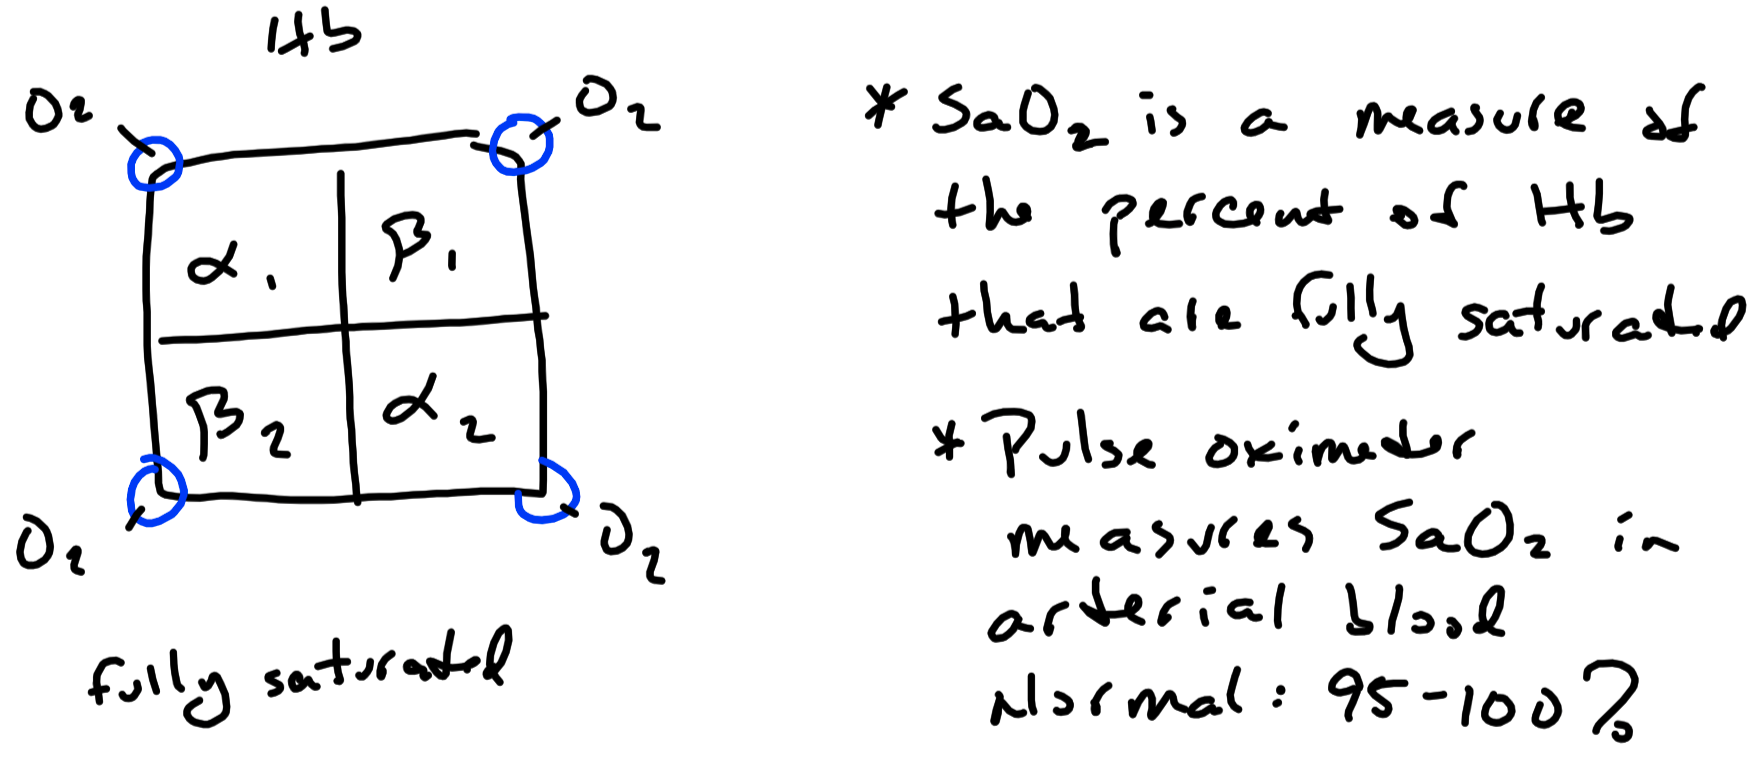 Hb
O2
O2
α1
β1
β2
α2
O2
O2
fully saturated
* SaO2 is a measure of
the percent of Hb
that are fully saturated
* Pulse oximeter
measures SaO2 in
arterial blood
Normal: 95-100?